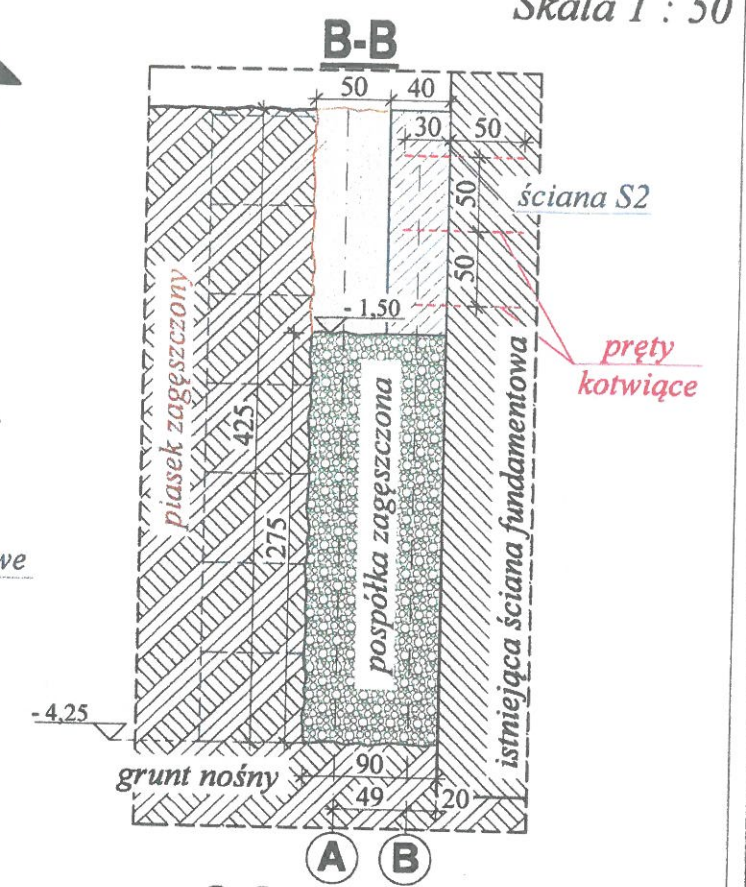 Skala 1 : 50
B-B
50 40
30 50
ściana S2
50
50
- 1,50
pręty
kotwiące
piasek zagęszczony
425
275
pospółka zagęszczona
istniejąca ściana fundamentowa
we
- 4,25
grunt nośny
90
49 20
A B